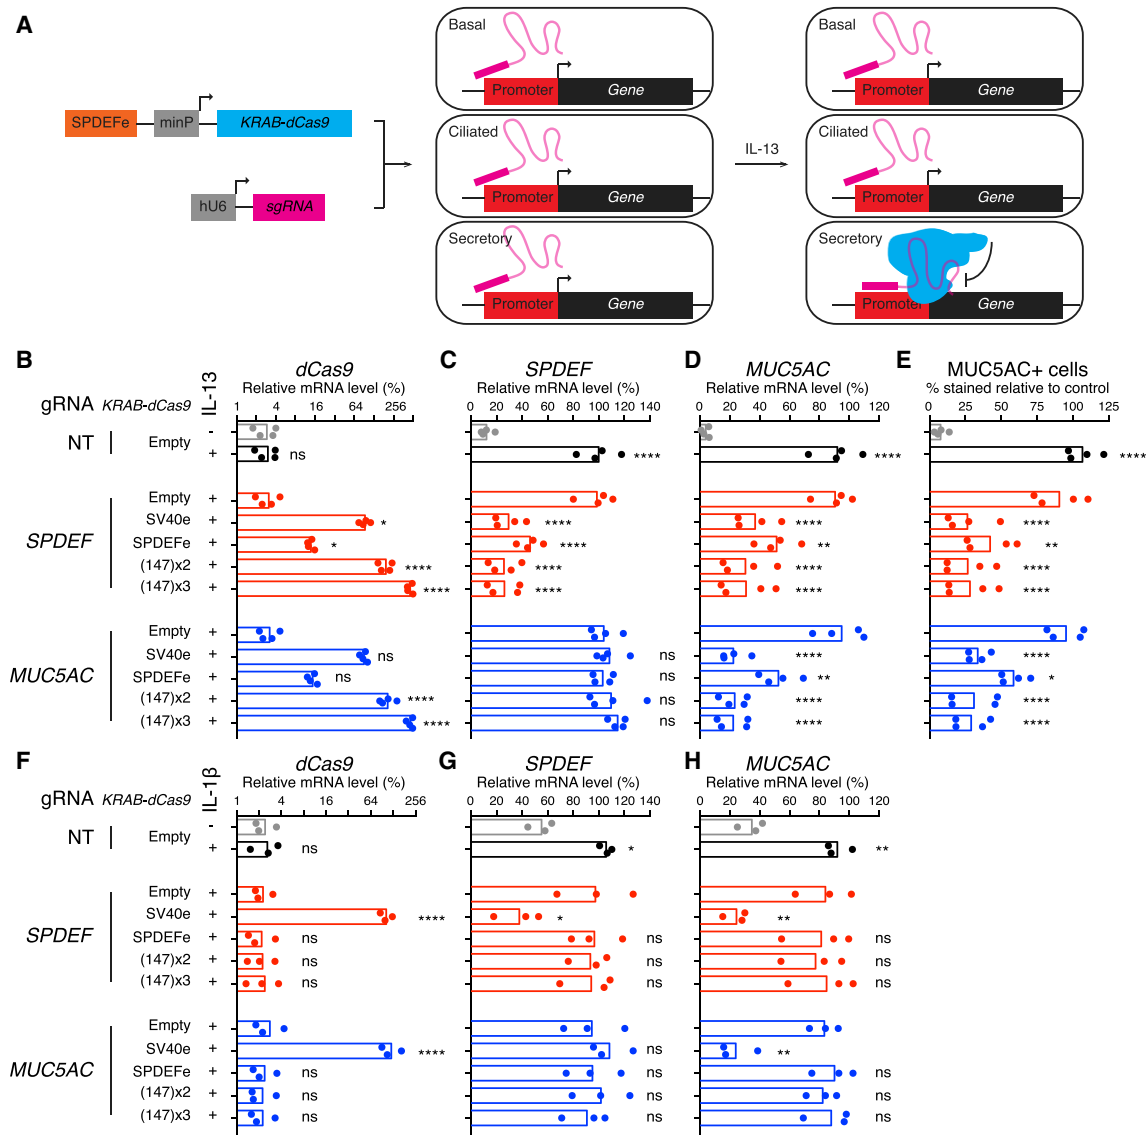 A
SPDEFe minP KRAB-dCas9
hU6 sgRNA
Basal
Promoter Gene
Ciliated
Promoter Gene
Secretory
Promoter Gene
IL-13
Basal
Promoter Gene
Ciliated
Promoter Gene
Secretory
Promoter Gene
B dCas9 C SPDEF D MUC5AC E MUC5AC+ cells
gRNA KRAB-dCas9 IL-13 Relative mRNA level (%) Relative mRNA level (%) Relative mRNA level (%) % stained relative to control
1 4 16 64 256 0 20 40 60 80 100 120 140 0 20 40 60 80 100 120 0 25 50 75 100 125
NT Empty -
+ ns **** **** ****
SPDEF
Empty +
SV40e + * **** **** ****
SPDEFe + * **** ** **
(147)x2 + **** **** **** ****
(147)x3 + **** **** **** ****
MUC5AC
Empty +
SV40e + ns ns **** ****
SPDEFe + ns ns ** *
(147)x2 + **** ns **** ****
(147)x3 + **** ns **** ****
F dCas9 G SPDEF H MUC5AC
gRNA KRAB-dCas9 IL-1β Relative mRNA level (%) Relative mRNA level (%) Relative mRNA level (%)
1 4 16 64 256 0 20 40 60 80 100 120 140 0 20 40 60 80 100 120
NT Empty -
+ ns * **
SPDEF
Empty +
SV40e + **** * **
SPDEFe + ns ns ns
(147)x2 + ns ns ns
(147)x3 + ns ns ns
MUC5AC
Empty +
SV40e + **** ns **
SPDEFe + ns ns ns
(147)x2 + ns ns ns
(147)x3 + ns ns ns